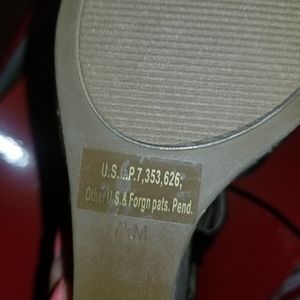 U.S. P.7,353,626;
Other U.S.& Forgn pats. Pend.